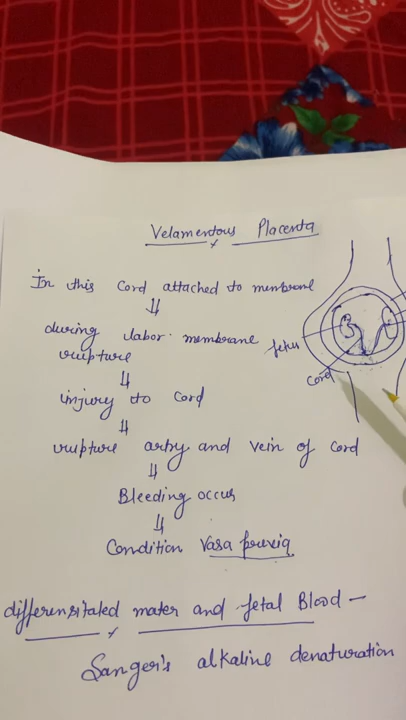 Velamentous Placenta
In this Cord attached to membrane
during labor membrane
rupture
fetus
cord
injury to Cord
rupture artry and vein of Cord
Bleeding occus
Condition Vasa previa
differensitated mater and fetal Blood -
Sanger's alkaline denaturation